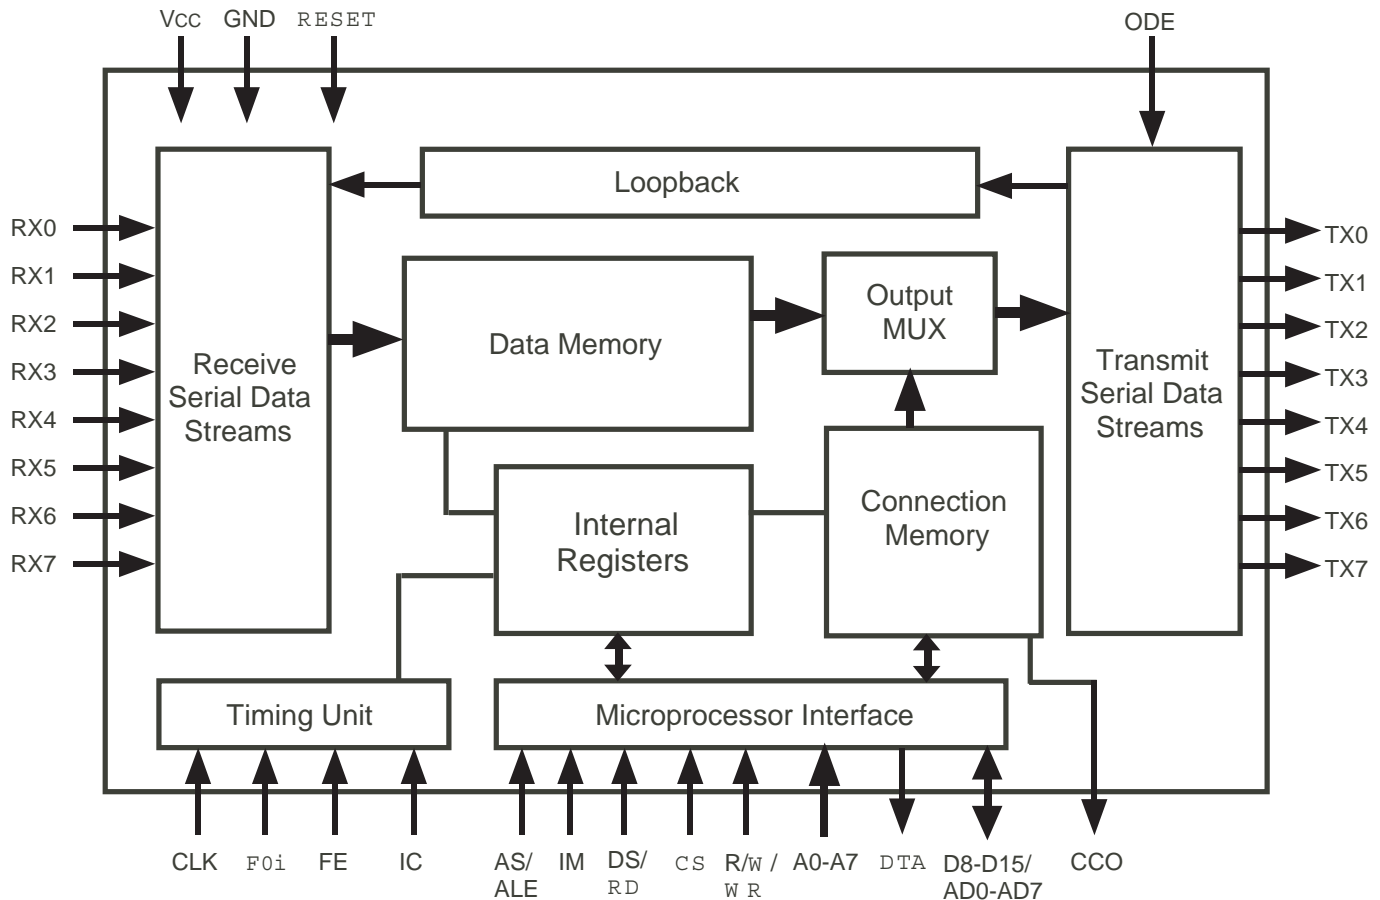 Vcc GND RESET ODE
Loopback
RX0
RX1
RX2
RX3
RX4
RX5
RX6
RX7
Receive
Serial Data
Streams
Data Memory
Output
MUX
Transmit
Serial Data
Streams
TX0
TX1
TX2
TX3
TX4
TX5
TX6
TX7
Internal
Registers
Connection
Memory
Timing Unit
Microprocessor Interface
CLK F0i FE IC AS/ IM DS/ CS R/W / A0-A7 DTA D8-D15/ CCO
ALE RD W R AD0-AD7